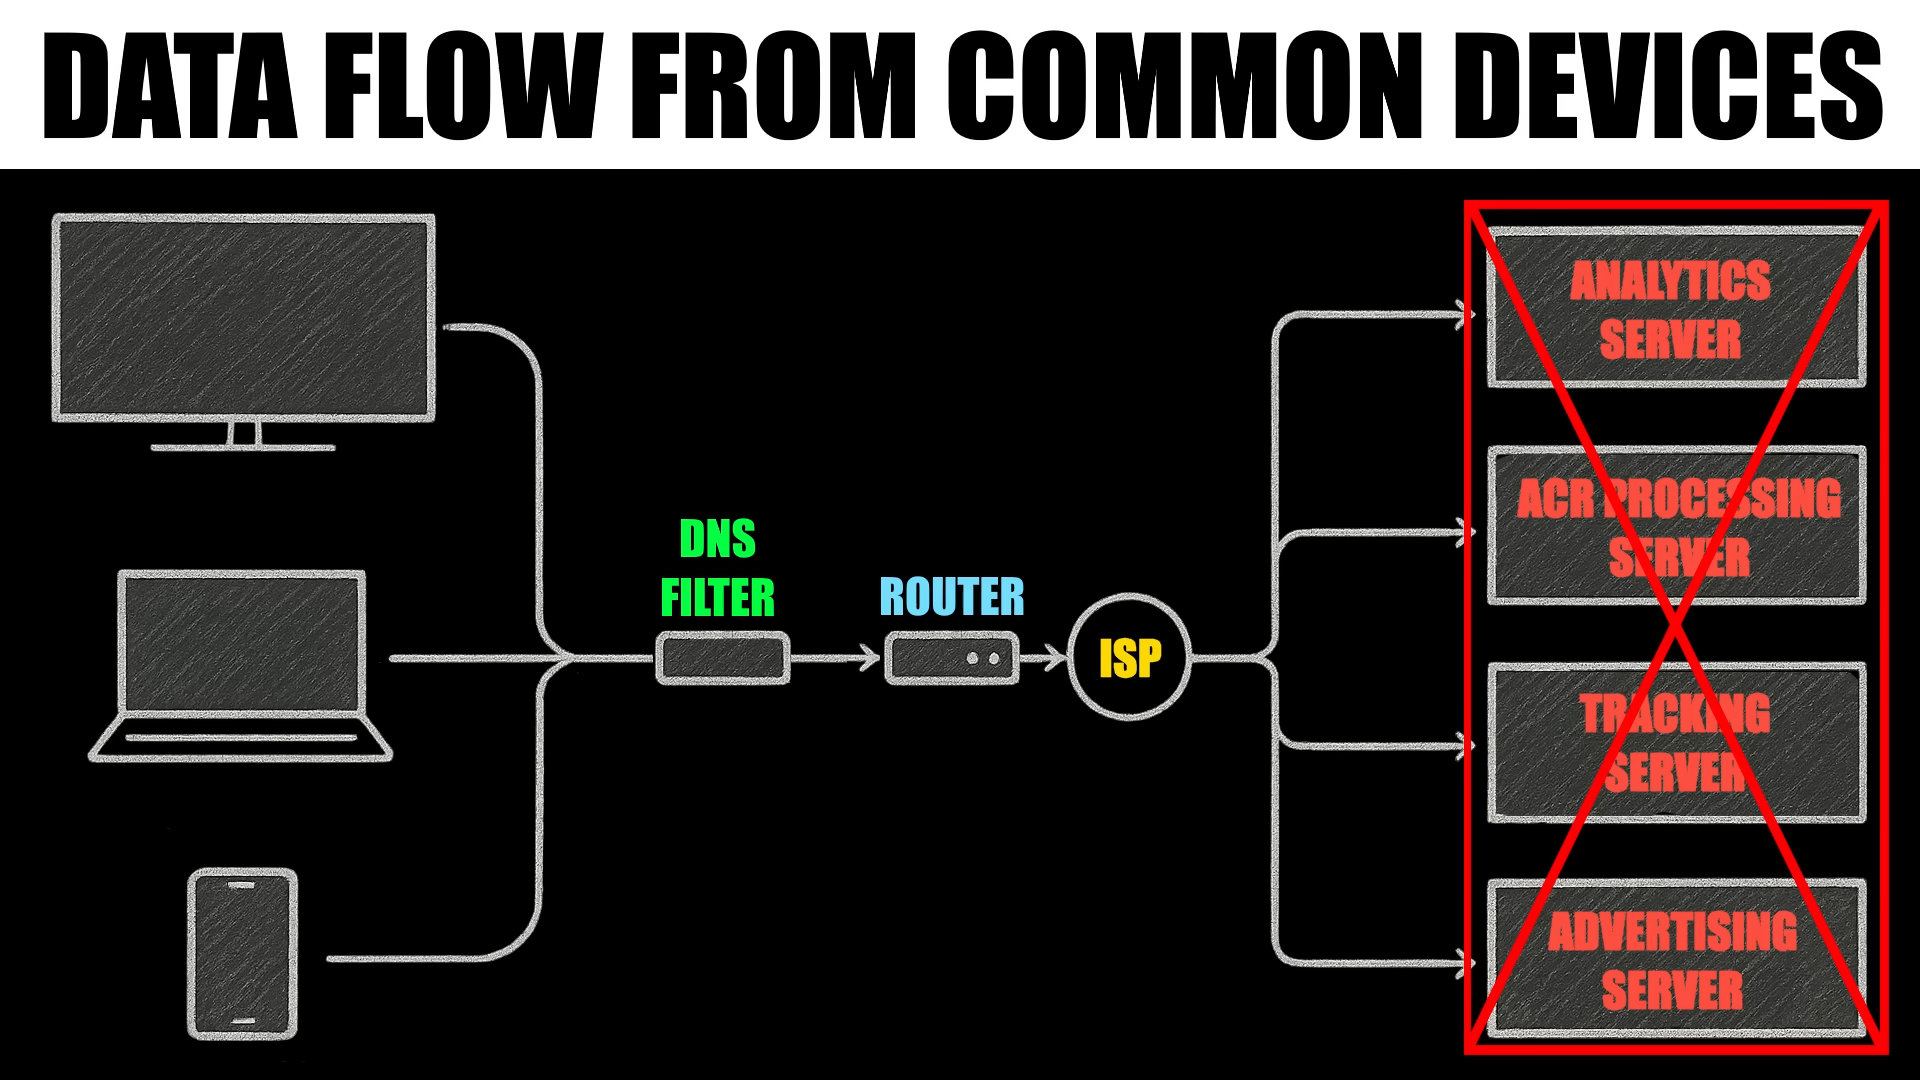 DATA FLOW FROM COMMON DEVICES
DNS
FILTER
ROUTER
ISP
ANALYTICS
SERVER
ACR PROCESSING
SERVER
TRACKING
SERVER
ADVERTISING
SERVER